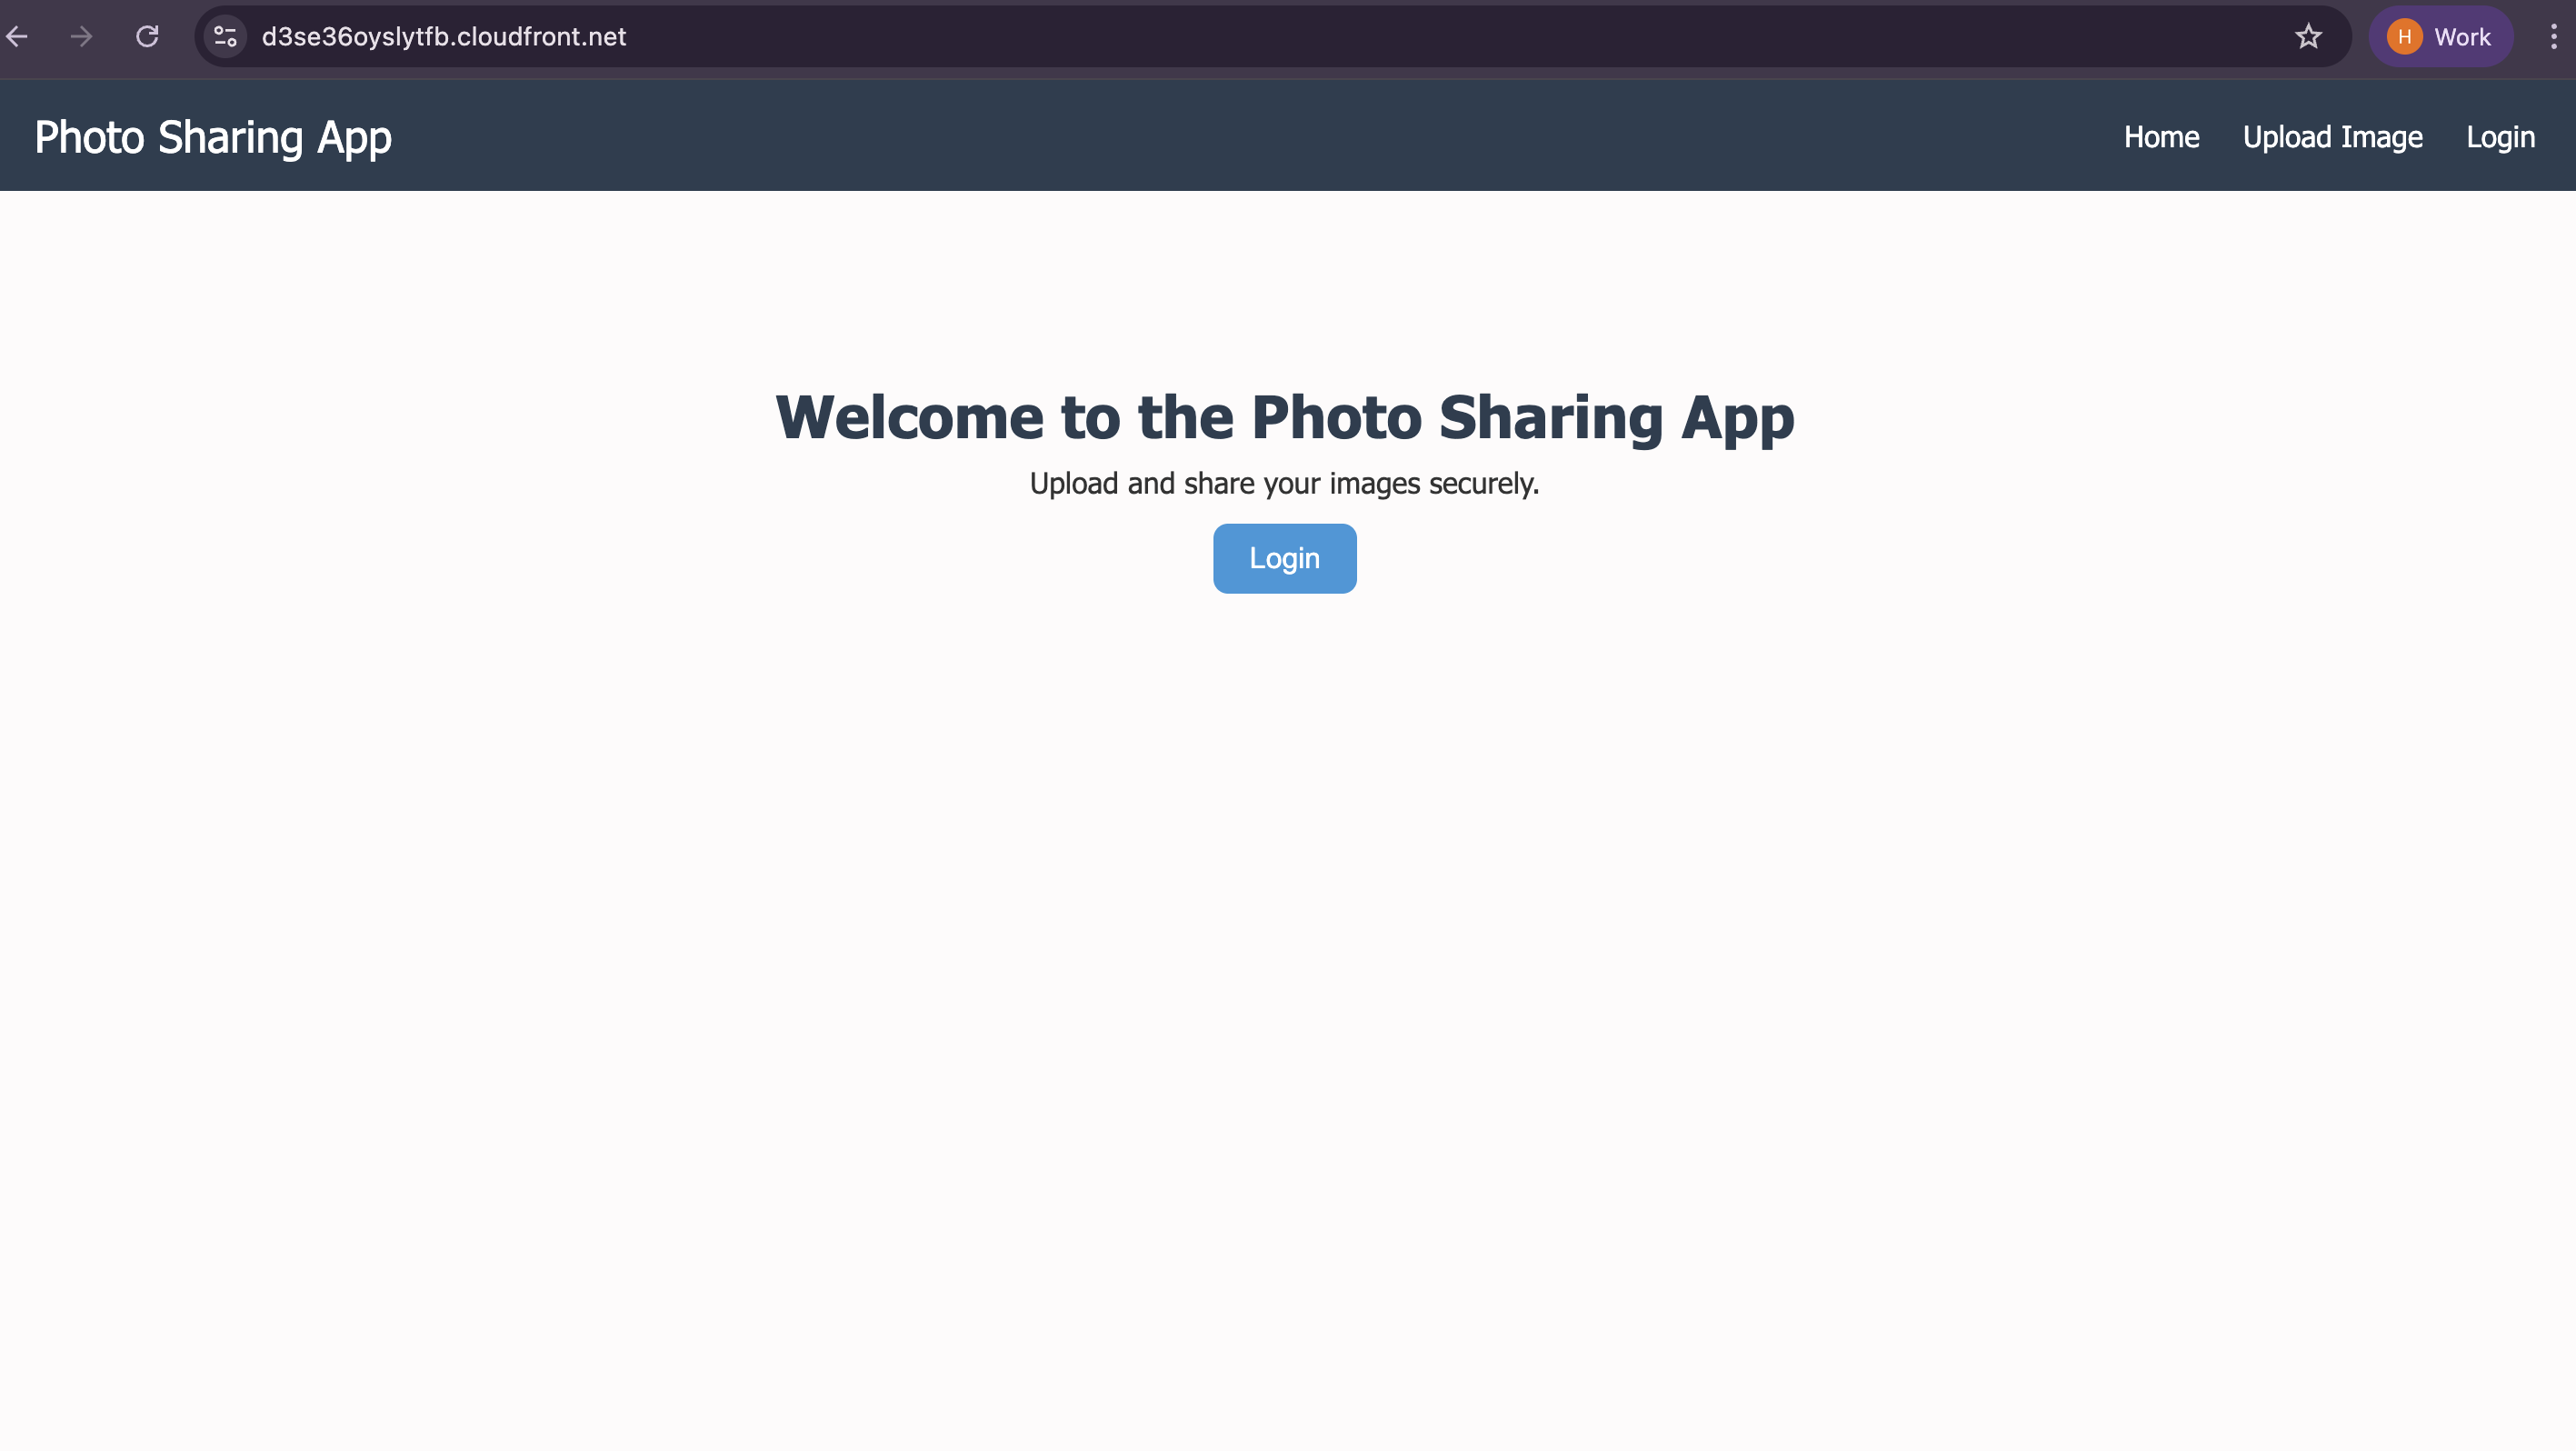 d3se36oyslytfb.cloudfront.net
H Work
Photo Sharing App
Home Upload Image Login
Welcome to the Photo Sharing App
Upload and share your images securely.
Login